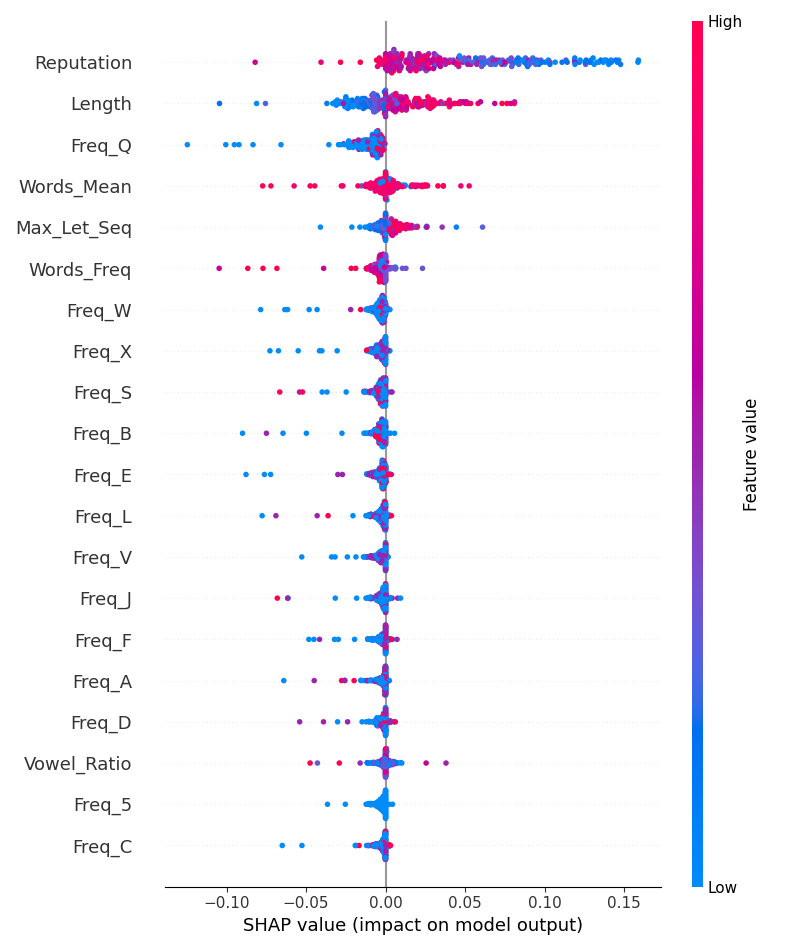 High
Reputation
Length
Freq_Q
Words_Mean
Max_Let_Seq
Words_Freq
Freq_W
Freq_X
Freq_S
Freq_B
Freq_E
Freq_L
Freq_V
Freq_J
Freq_F
Freq_A
Freq_D
Vowel_Ratio
Freq_5
Freq_C
Feature value
Low
−0.10 −0.05 0.00 0.05 0.10 0.15
SHAP value (impact on model output)